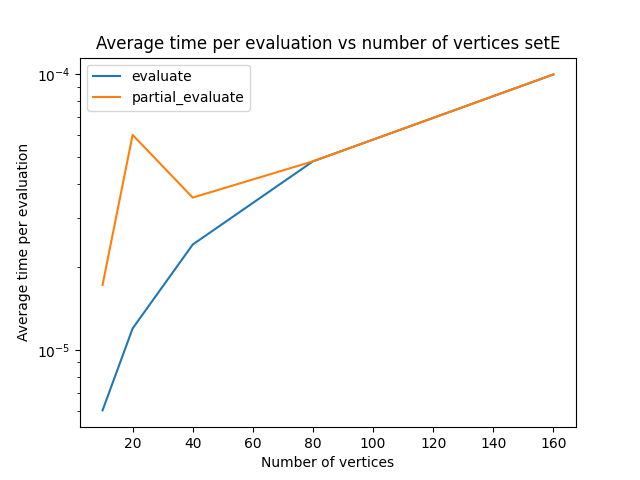 Average time per evaluation vs number of vertices setE
evaluate
partial_evaluate
Average time per evaluation
10⁻⁴
10⁻⁵
20 40 60 80 100 120 140 160
Number of vertices